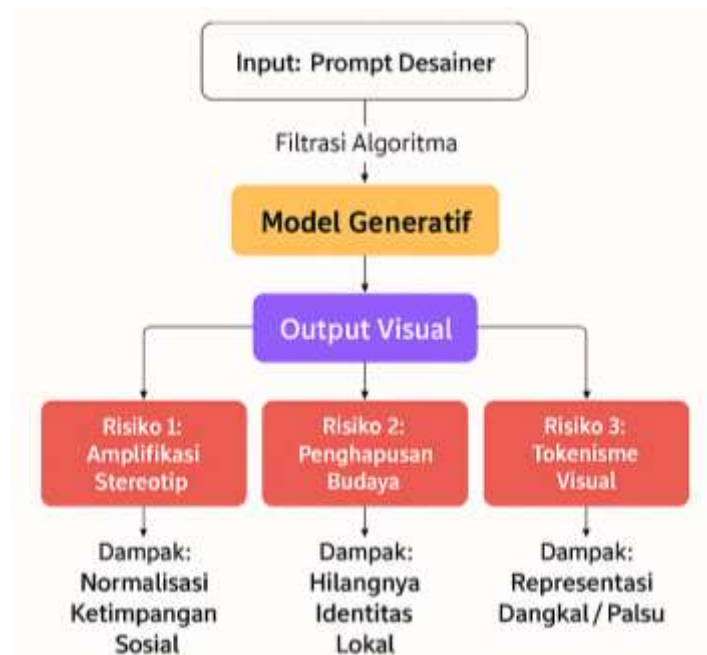 Input: Prompt Desainer
Filtrasi Algoritma
Model Generatif
Output Visual
Risiko 1:
Amplifikasi
Stereotip
Risiko 2:
Penghapusan
Budaya
Risiko 3:
Tokenisme
Visual
Dampak:
Normalisasi
Ketimpangan
Sosial
Dampak:
Hilangnya
Identitas
Lokal
Dampak:
Representasi
Dangkal / Palsu